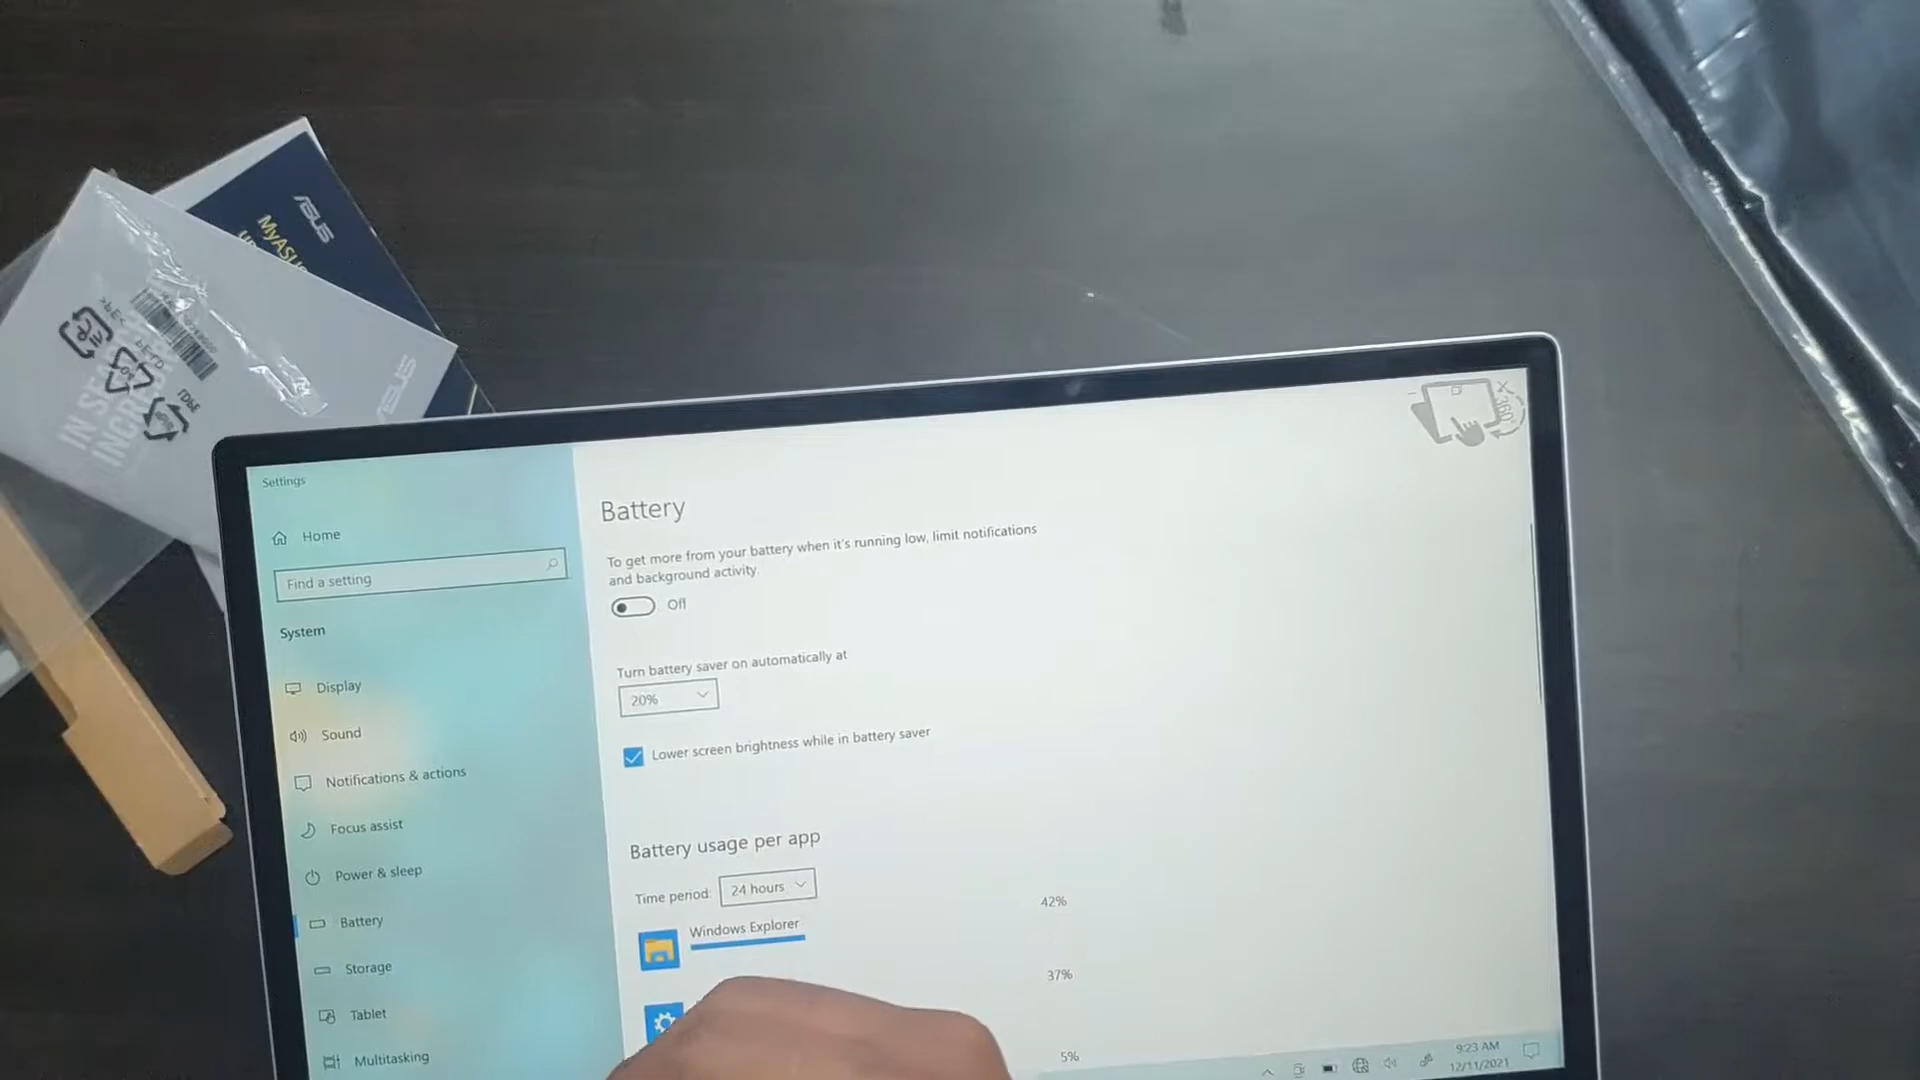 ASUS
MyASUS
>PE<
ASUS
360°
Settings
Home
Find a setting
System
Display
Sound
Notifications & actions
Focus assist
Power & sleep
Battery
Storage
Tablet
Multitasking
Battery
To get more from your battery when it's running low, limit notifications
and background activity.
Off
Turn battery saver on automatically at
20%
Lower screen brightness while in battery saver
Battery usage per app
Time period: 24 hours
42%
Windows Explorer
37%
5%
9:23 AM
12/11/2021